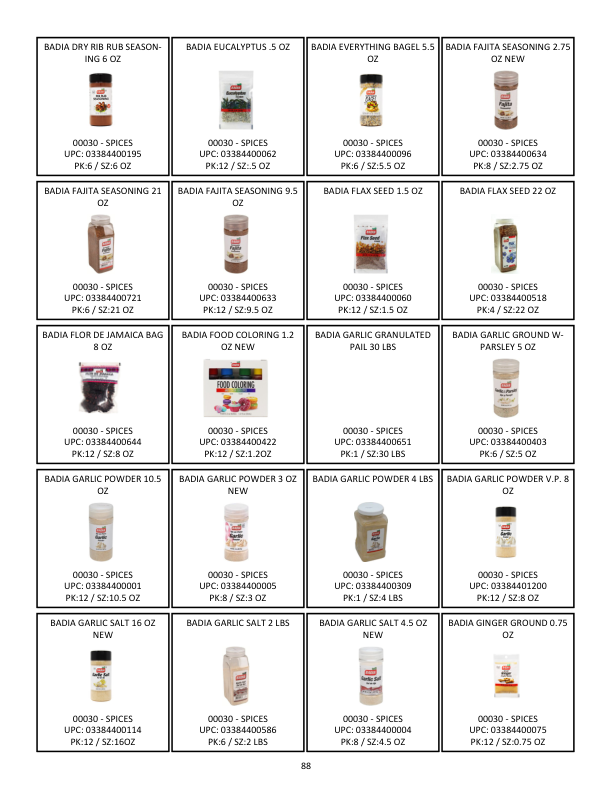 BADIA DRY RIB RUB SEASON-
ING 6 OZ
00030 - SPICES
UPC: 03384400195
PK:6 / SZ:6 OZ
BADIA EUCALYPTUS .5 OZ
00030 - SPICES
UPC: 03384400062
PK:12 / SZ:.5 OZ
BADIA EVERYTHING BAGEL 5.5
OZ
00030 - SPICES
UPC: 03384400096
PK:6 / SZ:5.5 OZ
BADIA FAJITA SEASONING 2.75
OZ NEW
00030 - SPICES
UPC: 03384400634
PK:8 / SZ:2.75 OZ
BADIA FAJITA SEASONING 21
OZ
00030 - SPICES
UPC: 03384400721
PK:6 / SZ:21 OZ
BADIA FAJITA SEASONING 9.5
OZ
00030 - SPICES
UPC: 03384400633
PK:12 / SZ:9.5 OZ
BADIA FLAX SEED 1.5 OZ
Flax Seed
00030 - SPICES
UPC: 03384400060
PK:12 / SZ:1.5 OZ
BADIA FLAX SEED 22 OZ
00030 - SPICES
UPC: 03384400518
PK:4 / SZ:22 OZ
BADIA FLOR DE JAMAICA BAG
8 OZ
00030 - SPICES
UPC: 03384400644
PK:12 / SZ:8 OZ
BADIA FOOD COLORING 1.2
OZ NEW
FOOD COLORING
00030 - SPICES
UPC: 03384400422
PK:12 / SZ:1.2OZ
BADIA GARLIC GRANULATED
PAIL 30 LBS
00030 - SPICES
UPC: 03384400651
PK:1 / SZ:30 LBS
BADIA GARLIC GROUND W-
PARSLEY 5 OZ
00030 - SPICES
UPC: 03384400403
PK:6 / SZ:5 OZ
BADIA GARLIC POWDER 10.5
OZ
Garlic
00030 - SPICES
UPC: 03384400001
PK:12 / SZ:10.5 OZ
BADIA GARLIC POWDER 3 OZ
NEW
Garlic
00030 - SPICES
UPC: 03384400005
PK:8 / SZ:3 OZ
BADIA GARLIC POWDER 4 LBS
00030 - SPICES
UPC: 03384400309
PK:1 / SZ:4 LBS
BADIA GARLIC POWDER V.P. 8
OZ
Garlic
00030 - SPICES
UPC: 03384401200
PK:12 / SZ:8 OZ
BADIA GARLIC SALT 16 OZ
NEW
Garlic Salt
00030 - SPICES
UPC: 03384400114
PK:12 / SZ:16OZ
BADIA GARLIC SALT 2 LBS
00030 - SPICES
UPC: 03384400586
PK:6 / SZ:2 LBS
BADIA GARLIC SALT 4.5 OZ
NEW
Garlic Salt
00030 - SPICES
UPC: 03384400004
PK:8 / SZ:4.5 OZ
BADIA GINGER GROUND 0.75
OZ
00030 - SPICES
UPC: 03384400075
PK:12 / SZ:0.75 OZ
88